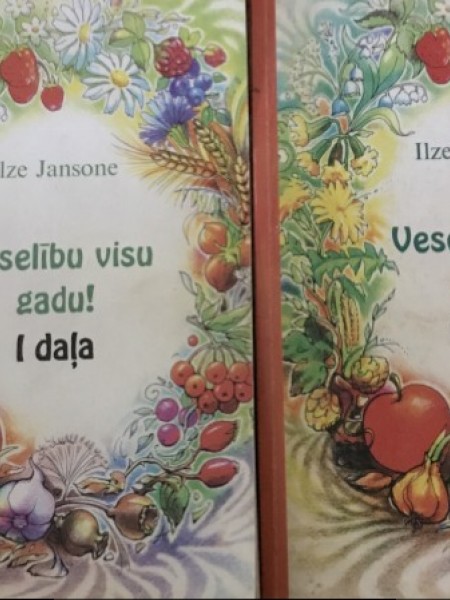 lze Jansone
selību visu
gadu!
I daļa
Ilze
Vese